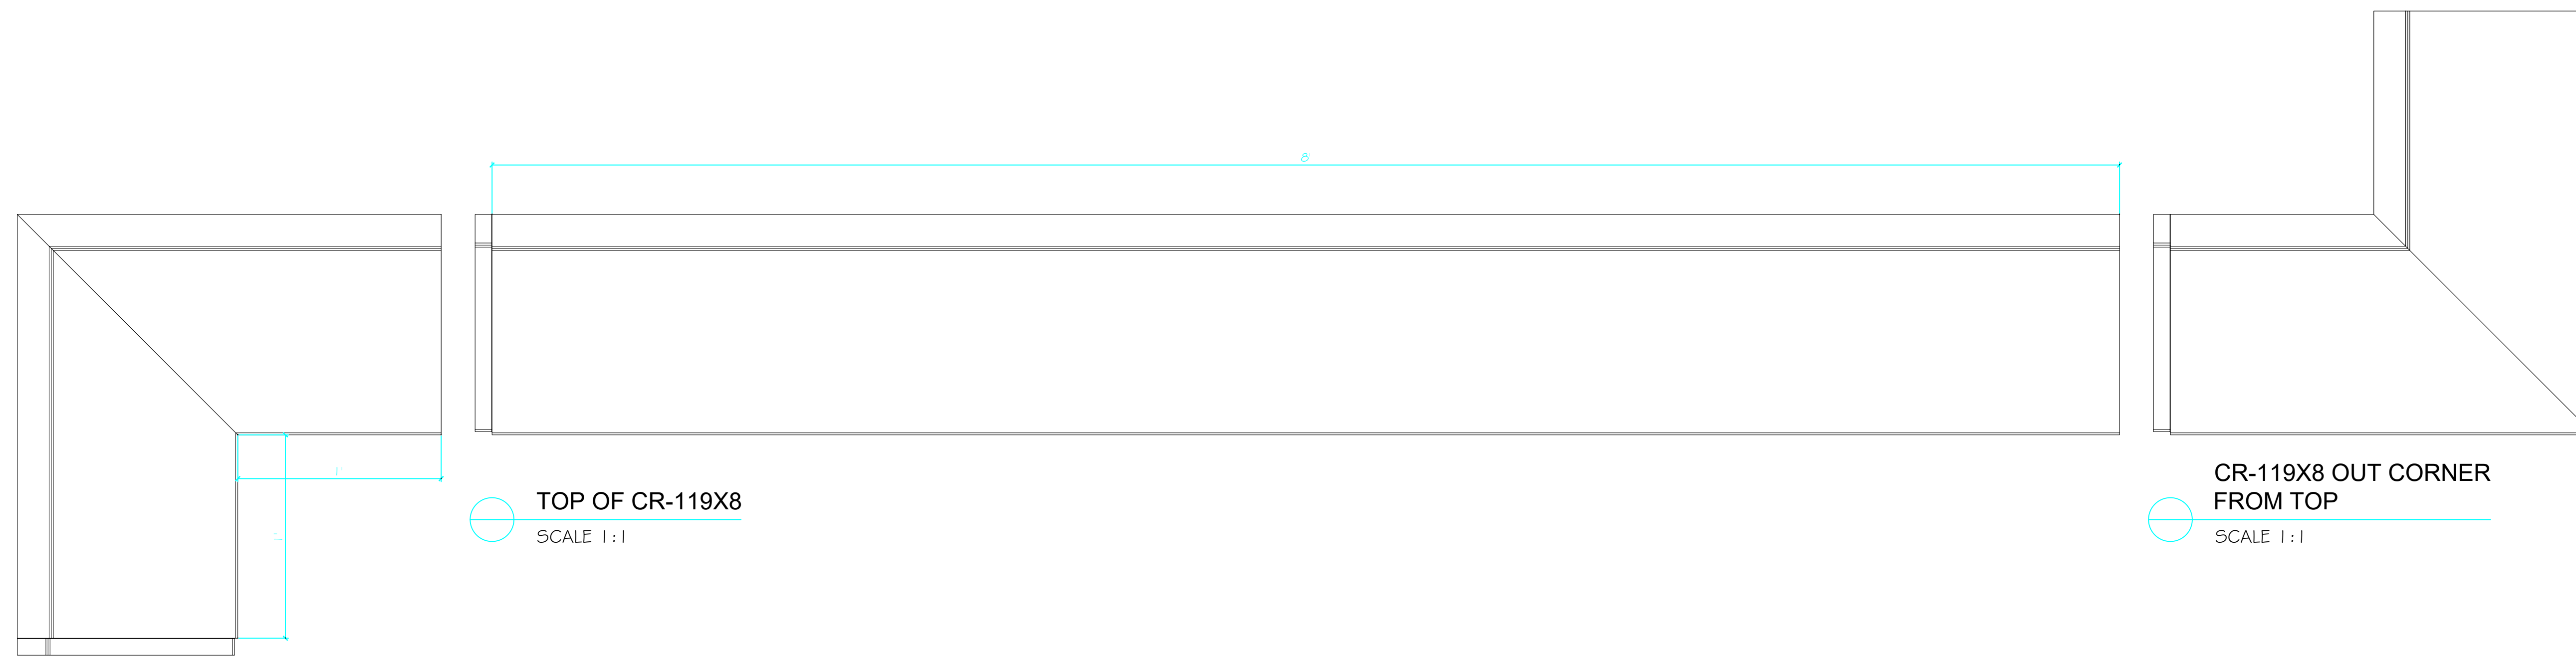 8'
1'
1'
TOP OF CR-119X8
SCALE 1:1
CR-119X8 OUT CORNER
FROM TOP
SCALE 1:1